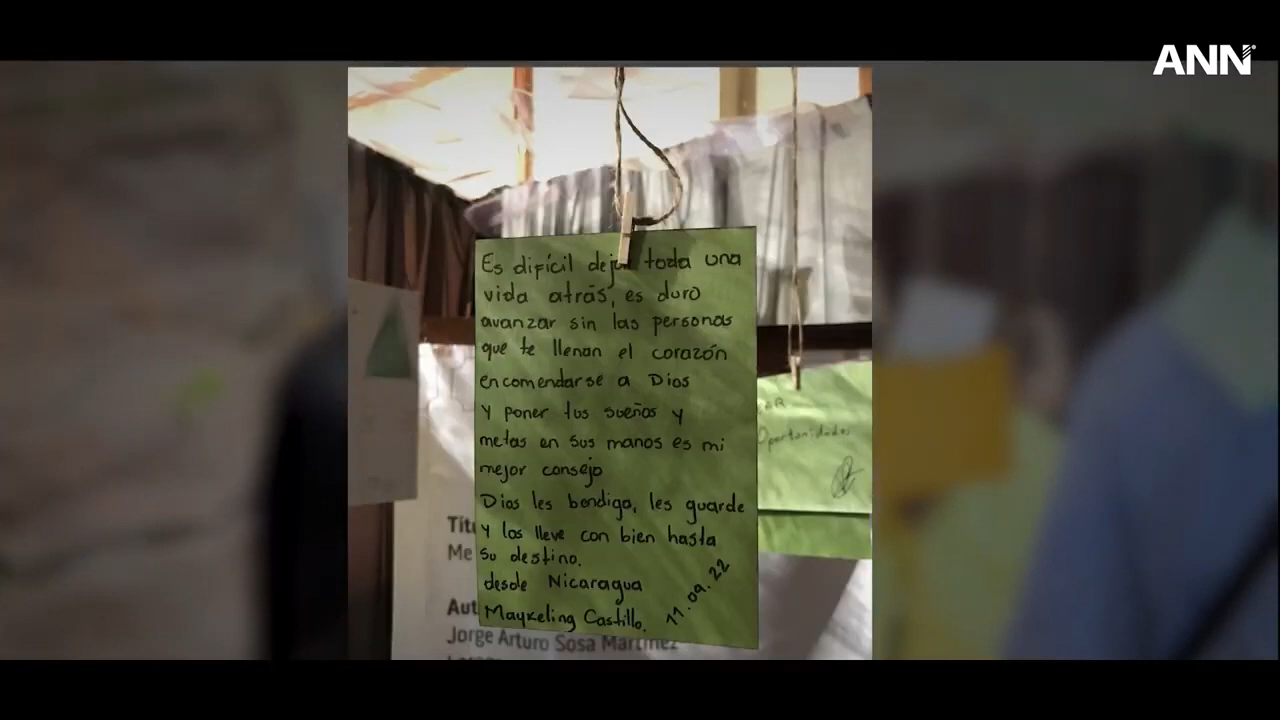 ANN
Es difícil dejar toda una
vida atrás, es duro
avanzar sin las personas
que te llenan el corazón
encomendarse a Dios
y poner tus sueños y
metas en sus manos es mi
mejor consejo
Dios les bendiga, les guarde
y los lleve con bien hasta
su destino.
desde Nicaragua
Maykeling Castillo.
11.09.22
Oportunidades
Me
Jorge Arturo Sosa Martínez